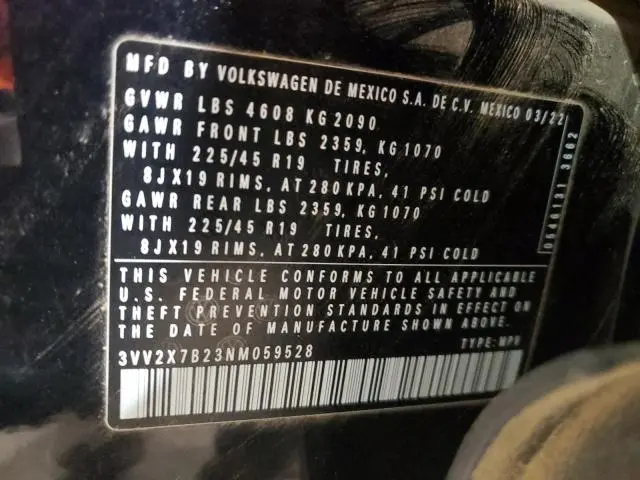 MFD BY VOLKSWAGEN DE MEXICO S.A. DE C.V. MEXICO 03/22
GVWR LBS 4608 KG 2090
GAWR FRONT LBS 2359, KG 1070
WITH 225/45 R19 TIRES,
8JX19 RIMS, AT 280 KPA, 41 PSI COLD
GAWR REAR LBS 2359, KG 1070
WITH 225/45 R19 TIRES,
8JX19 RIMS, AT 280 KPA, 41 PSI COLD
THIS VEHICLE CONFORMS TO ALL APPLICABLE
U.S. FEDERAL MOTOR VEHICLE SAFETY AND
THEFT PREVENTION STANDARDS IN EFFECT ON
THE DATE OF MANUFACTURE SHOWN ABOVE.
3VV2X7B23NM059528 TYPE: MPV